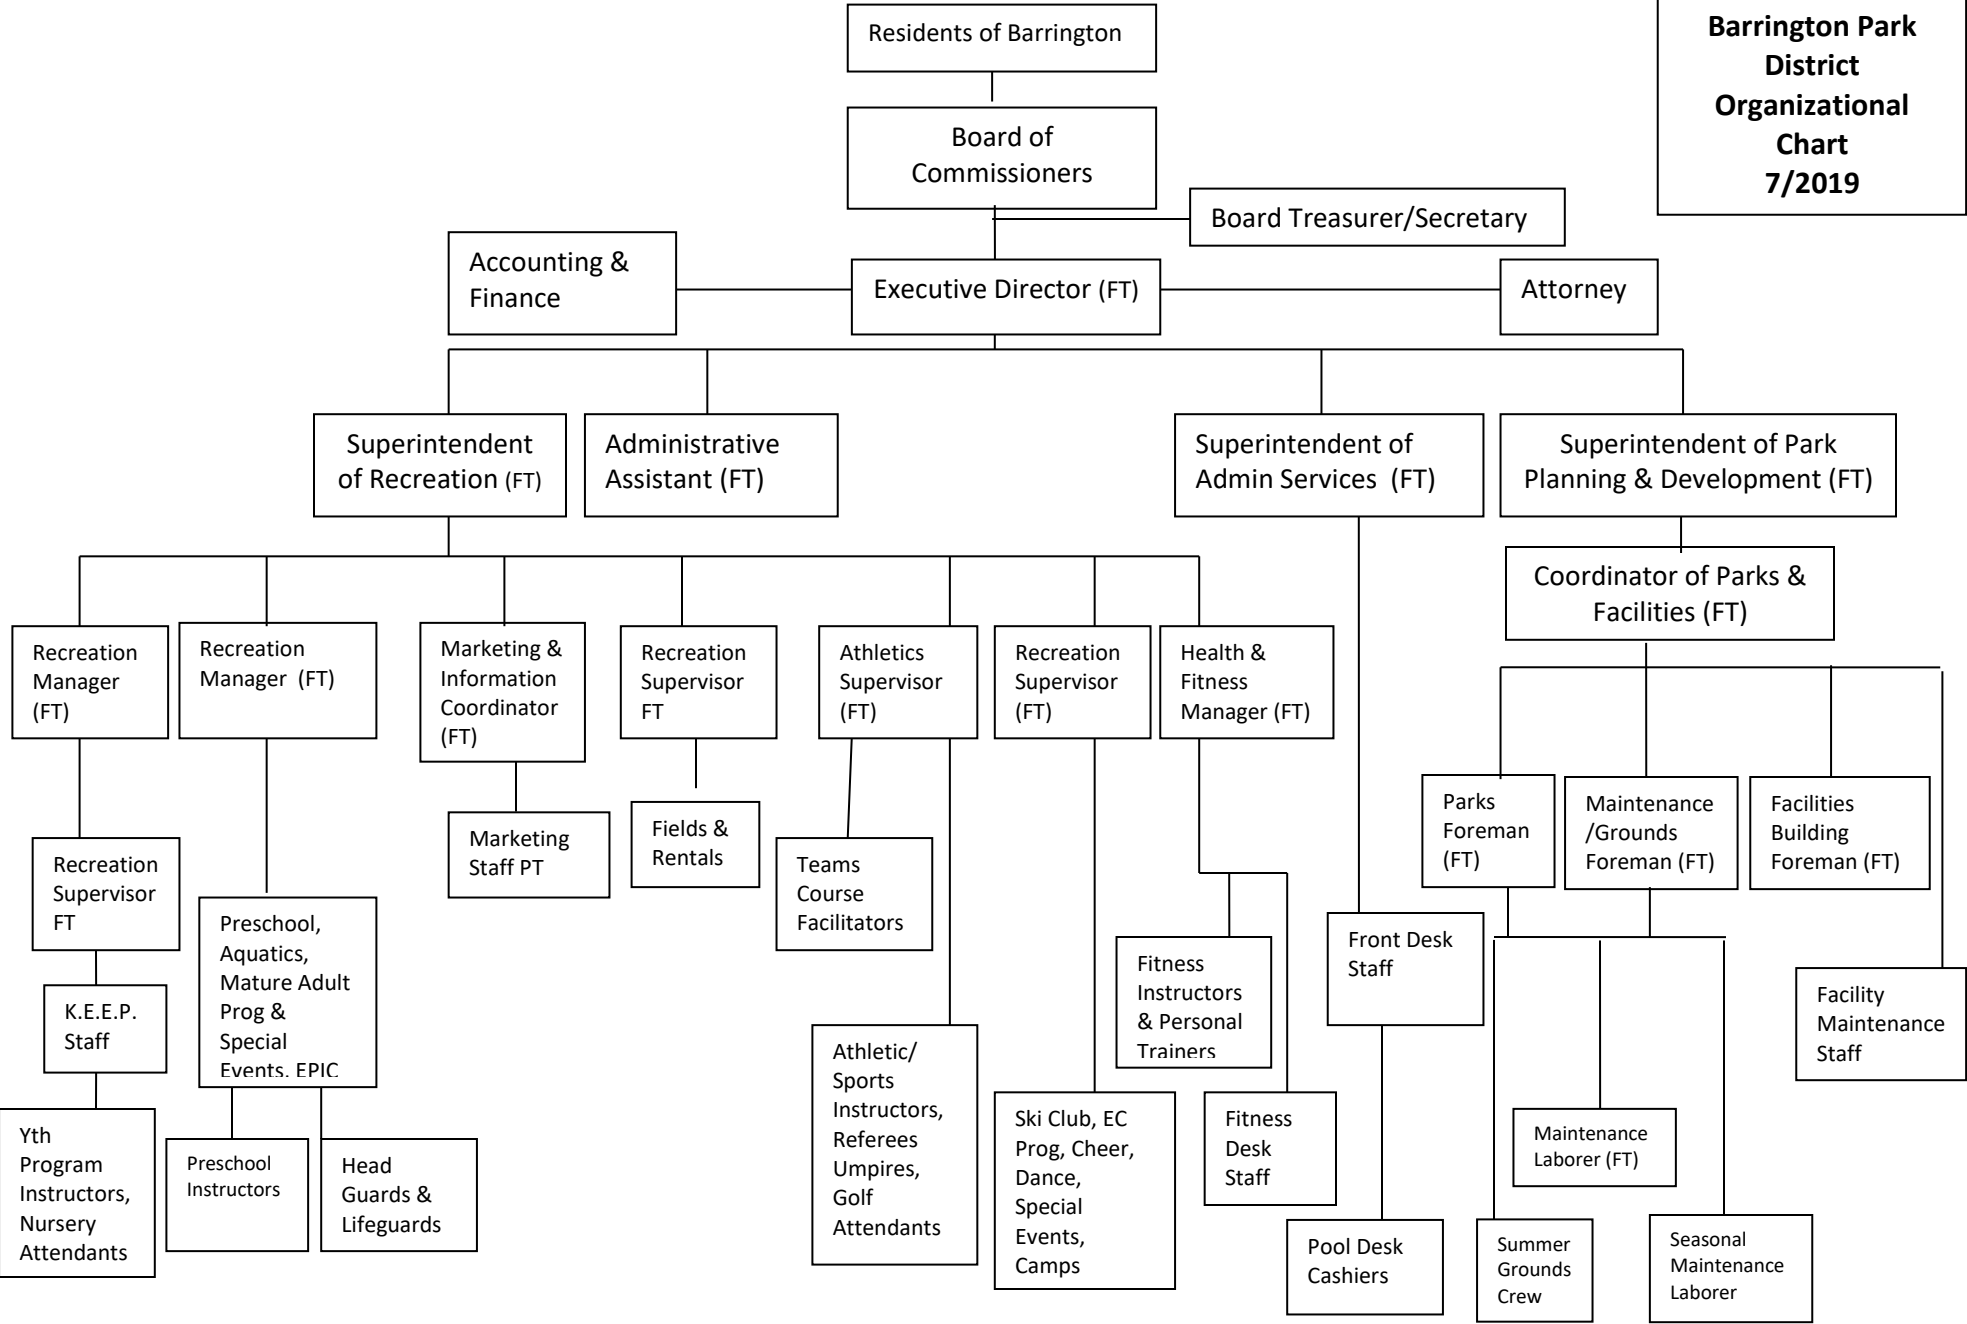 Residents of Barrington
Barrington Park
District
Organizational
Chart
7/2019
Board of
Commissioners
Board Treasurer/Secretary
Accounting &
Finance
Executive Director (FT)
Attorney
Superintendent
of Recreation (FT)
Administrative
Assistant (FT)
Superintendent of
Admin Services  (FT)
Superintendent of Park
Planning & Development (FT)
Coordinator of Parks &
Facilities (FT)
Recreation
Manager
(FT)
Recreation
Manager  (FT)
Marketing &
Information
Coordinator
(FT)
Recreation
Supervisor
FT
Athletics
Supervisor
(FT)
Recreation
Supervisor
(FT)
Health &
Fitness
Manager (FT)
Parks
Foreman
(FT)
Maintenance
/Grounds
Foreman (FT)
Facilities
Building
Foreman (FT)
Marketing
Staff PT
Fields &
Rentals
Recreation
Supervisor
FT
Teams
Course
Facilitators
Preschool,
Aquatics,
Mature Adult
Prog &
Special
Events, EPIC
Fitness
Instructors
& Personal
Trainers
Front Desk
Staff
Facility
Maintenance
Staff
K.E.E.P.
Staff
Athletic/
Sports
Instructors,
Referees
Umpires,
Golf
Attendants
Ski Club, EC
Prog, Cheer,
Dance,
Special
Events,
Camps
Fitness
Desk
Staff
Yth
Program
Instructors,
Nursery
Attendants
Preschool
Instructors
Head
Guards &
Lifeguards
Maintenance
Laborer (FT)
Pool Desk
Cashiers
Summer
Grounds
Crew
Seasonal
Maintenance
Laborer